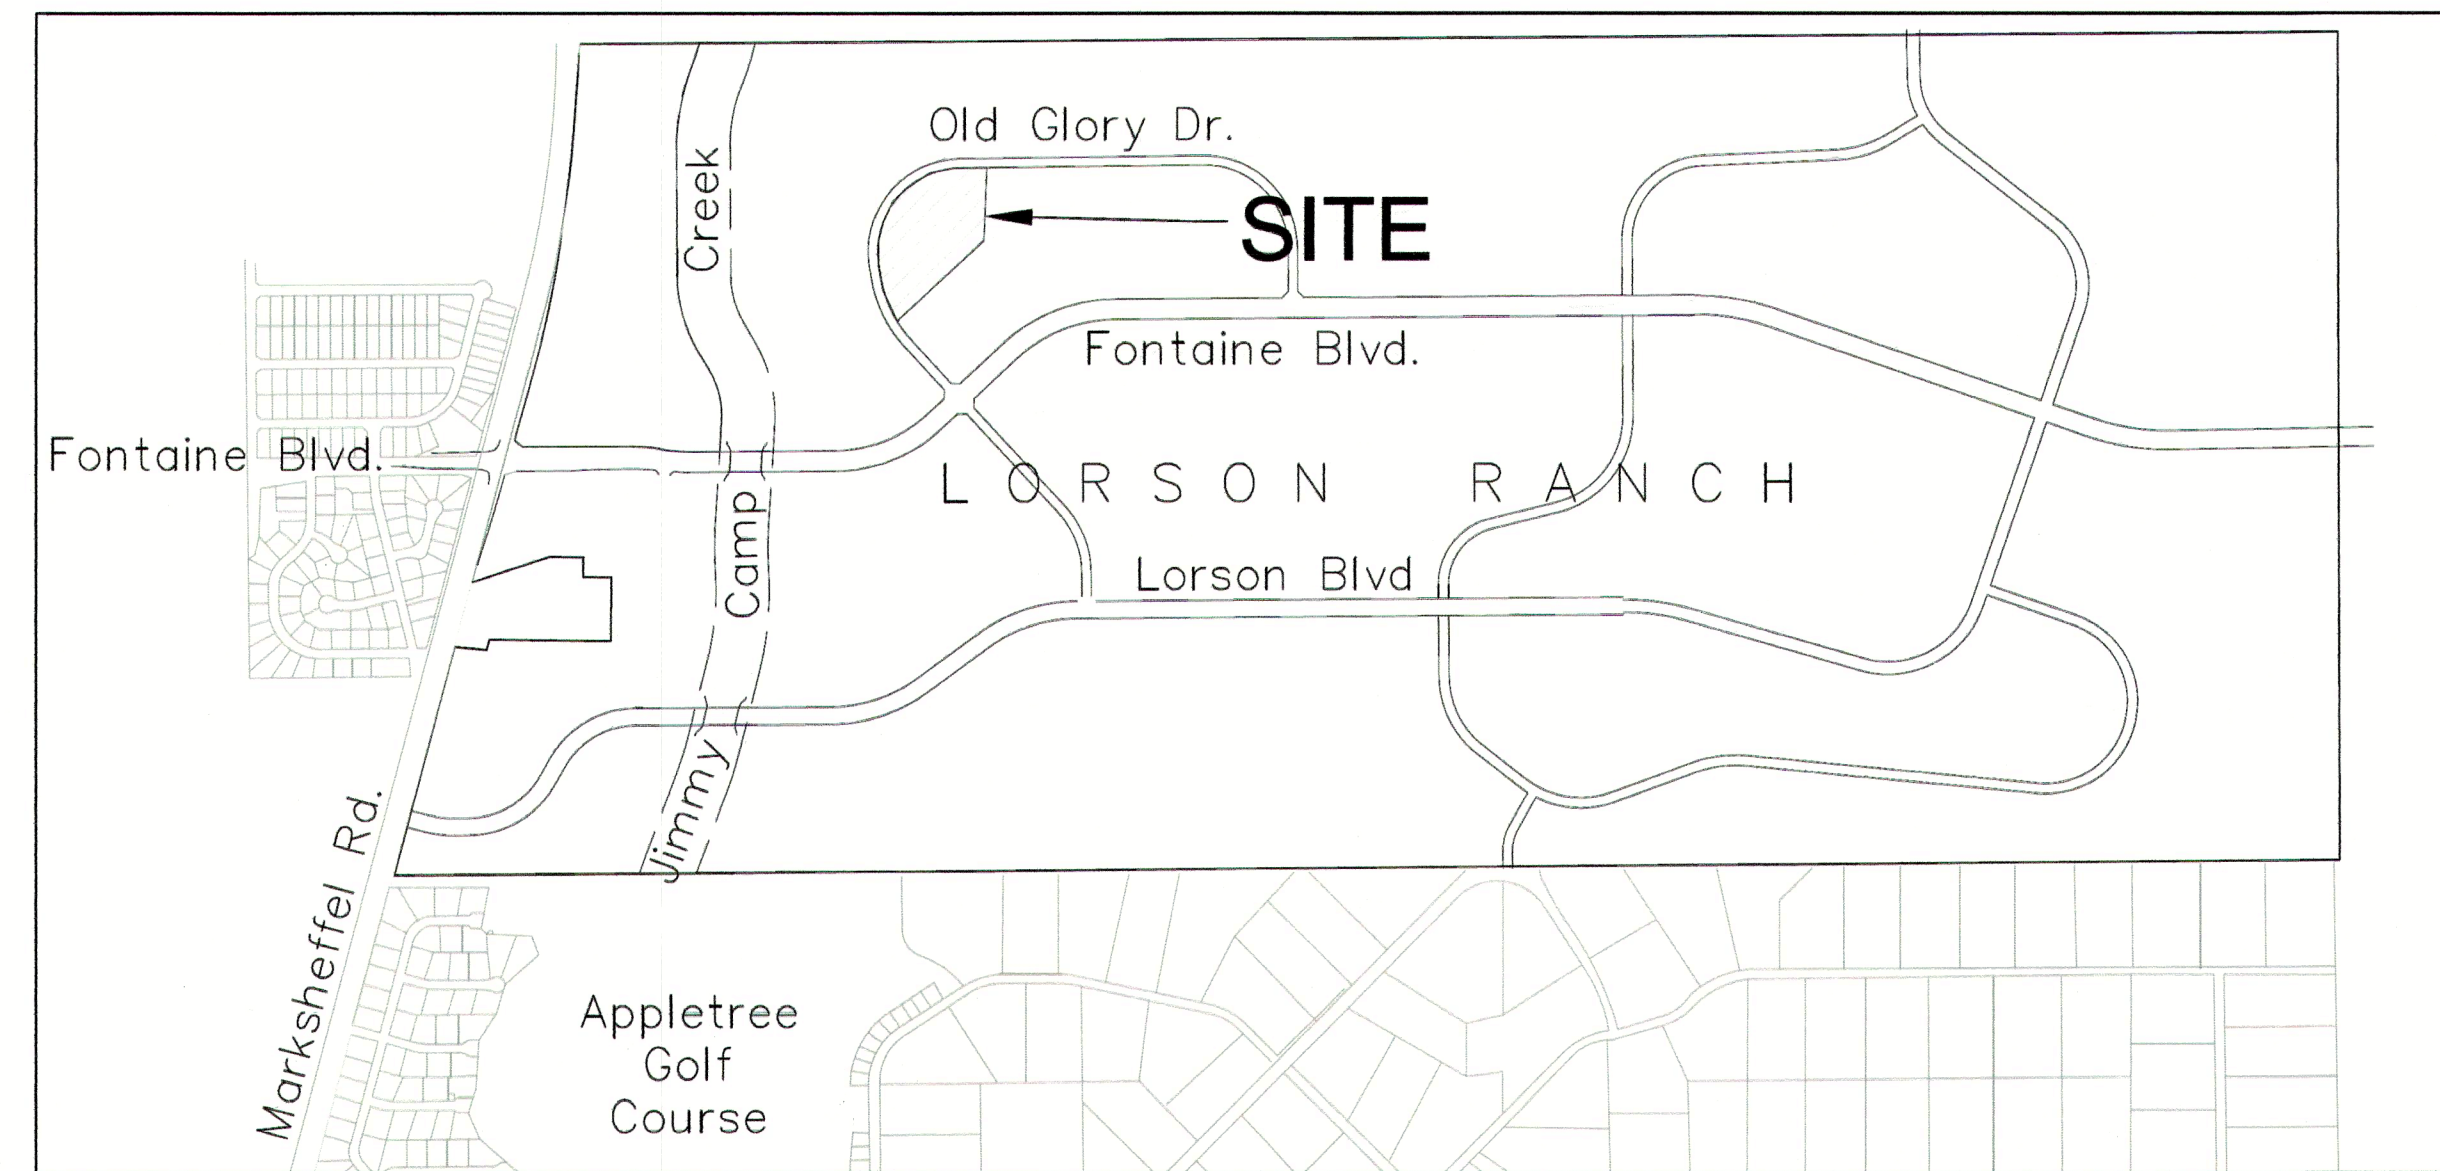 Old Glory Dr.
SITE
Fontaine Blvd.
Fontaine Blvd.
LORSON RANCH
Lorson Blvd
Jimmy Camp Creek
Marksheffel Rd.
Appletree
Golf
Course